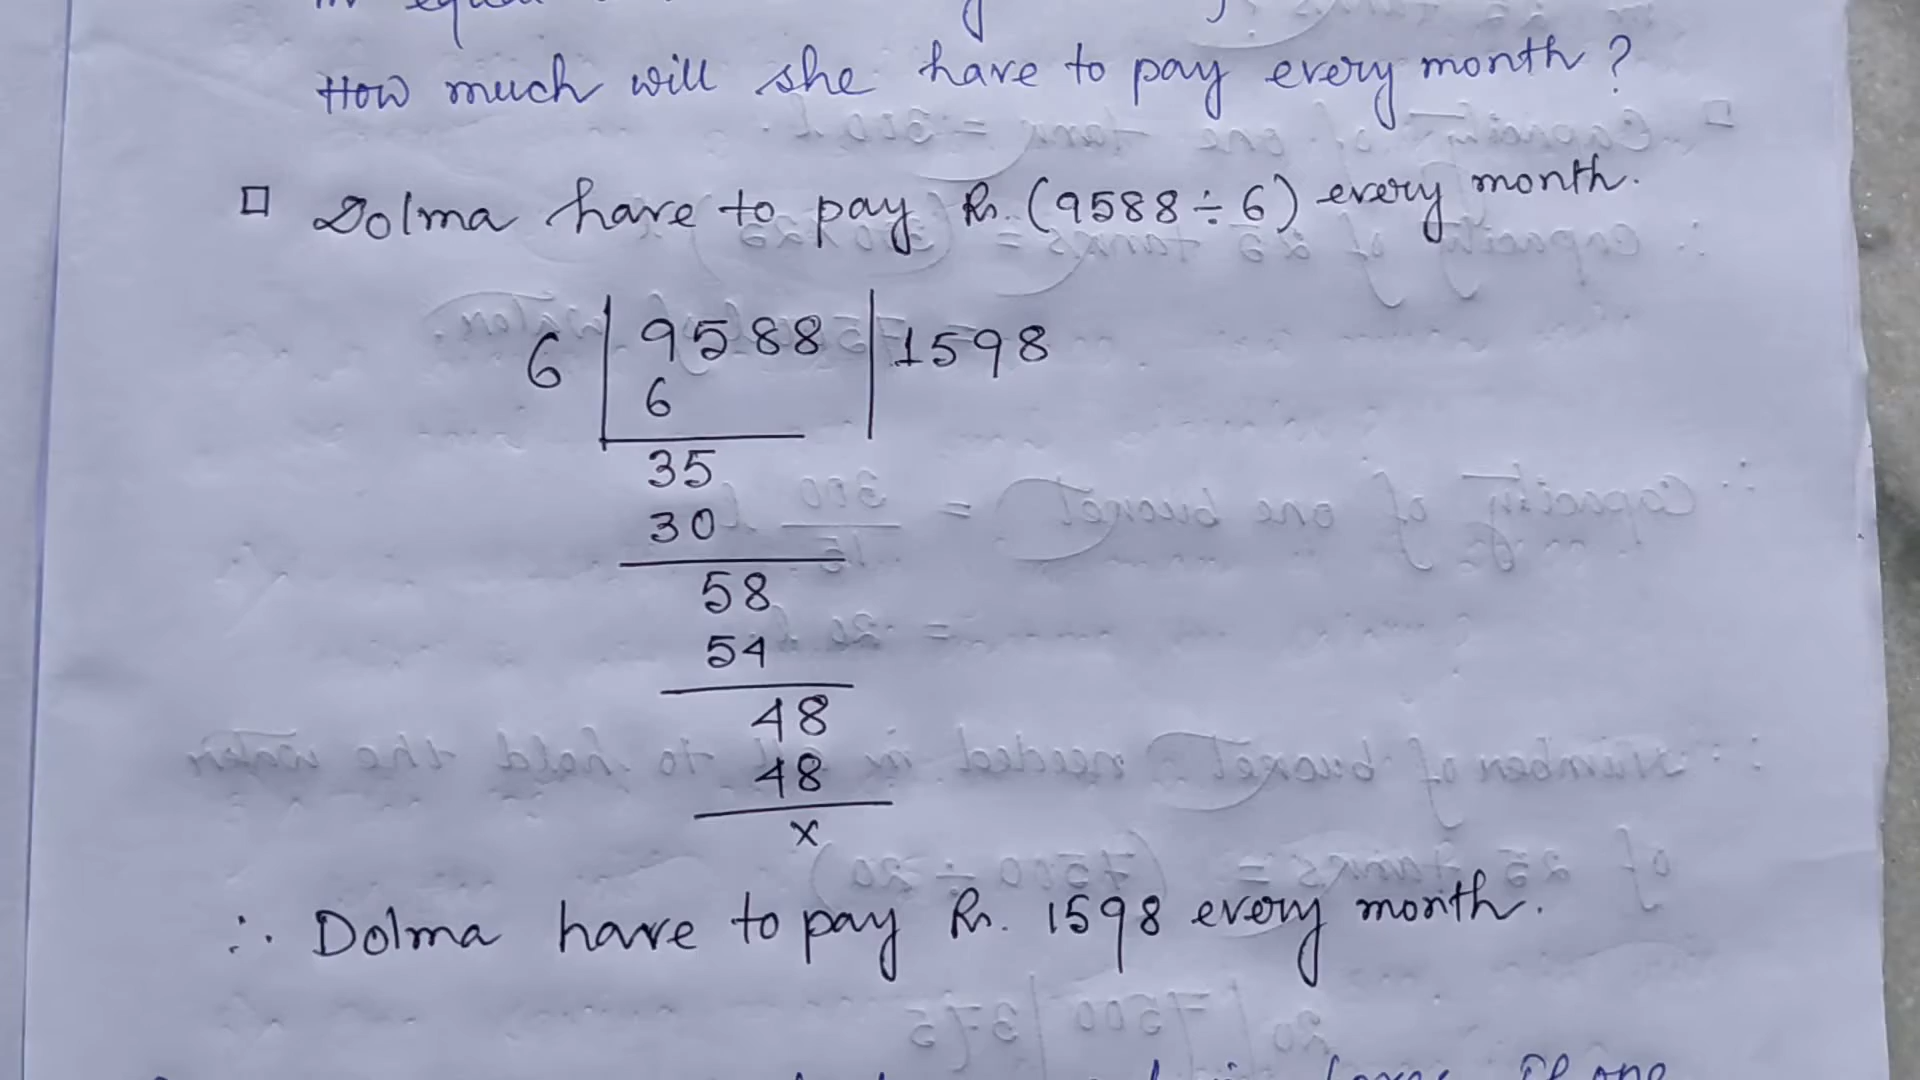 How much will she have to pay every month?
□ Dolma have to pay Rs. (9588 ÷ 6) every month.
6 | 9588 | 1598
6
35
30
58
54
48
48
x
∴ Dolma have to pay Rs. 1598 every month.